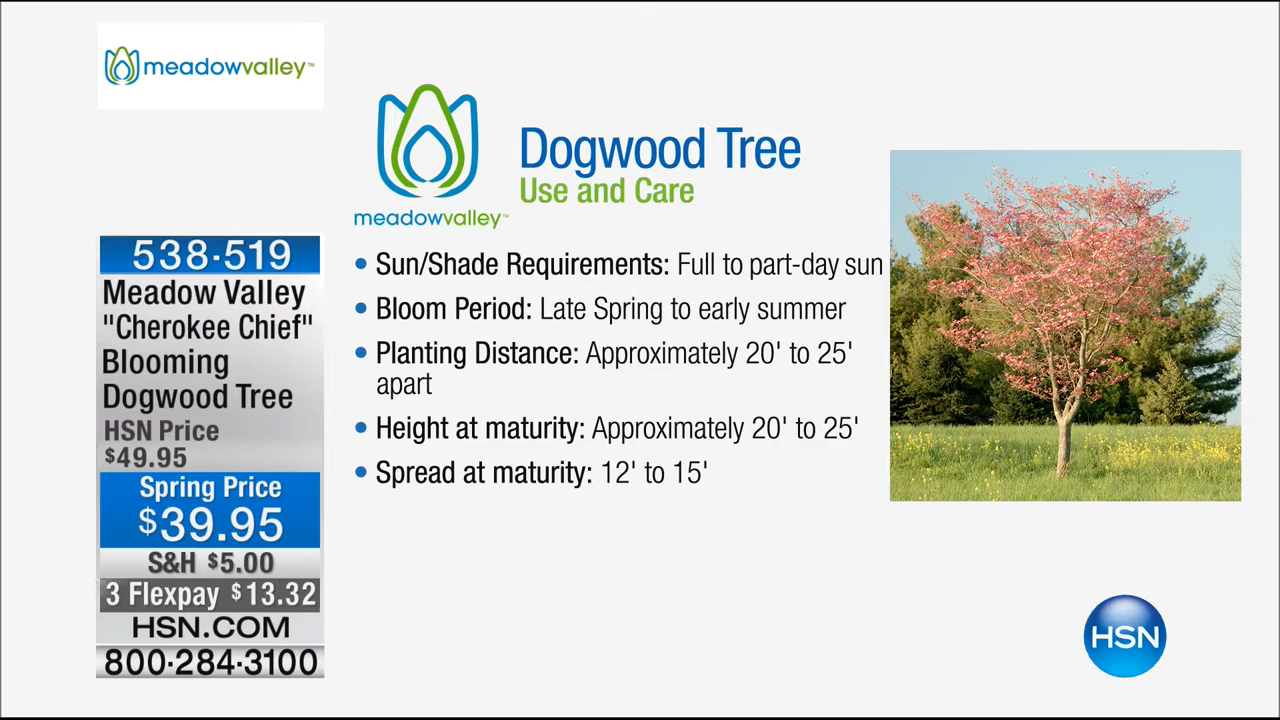 meadowvalley™
meadowvalley™
Dogwood Tree
Use and Care
• Sun/Shade Requirements: Full to part-day sun
• Bloom Period: Late Spring to early summer
• Planting Distance: Approximately 20' to 25'
apart
• Height at maturity: Approximately 20' to 25'
• Spread at maturity: 12' to 15'
538-519
Meadow Valley
"Cherokee Chief"
Blooming
Dogwood Tree
HSN Price
$49.95
Spring Price
$39.95
S&H $5.00
3 Flexpay $13.32
HSN.COM
800-284-3100
HSN